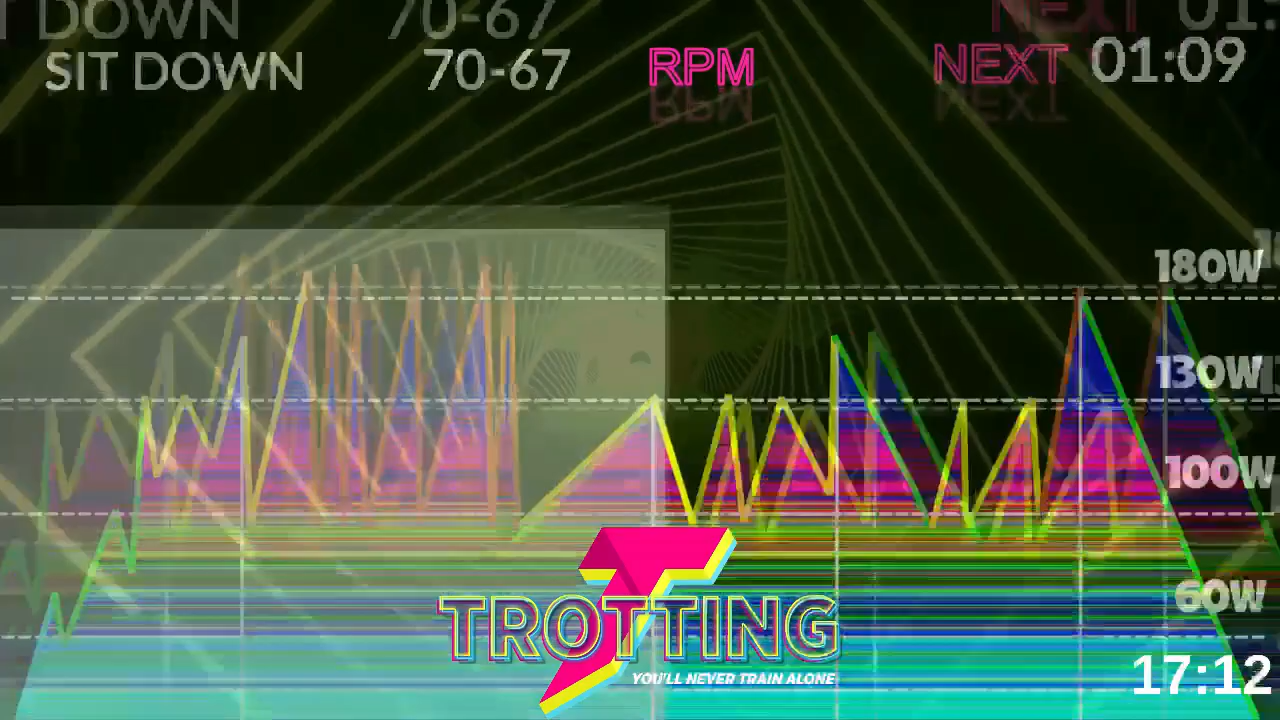 SIT DOWN 70-67 RPM NEXT 01:09
180W
130W
100W
60W
TROTTING
YOU'LL NEVER TRAIN ALONE
17:12